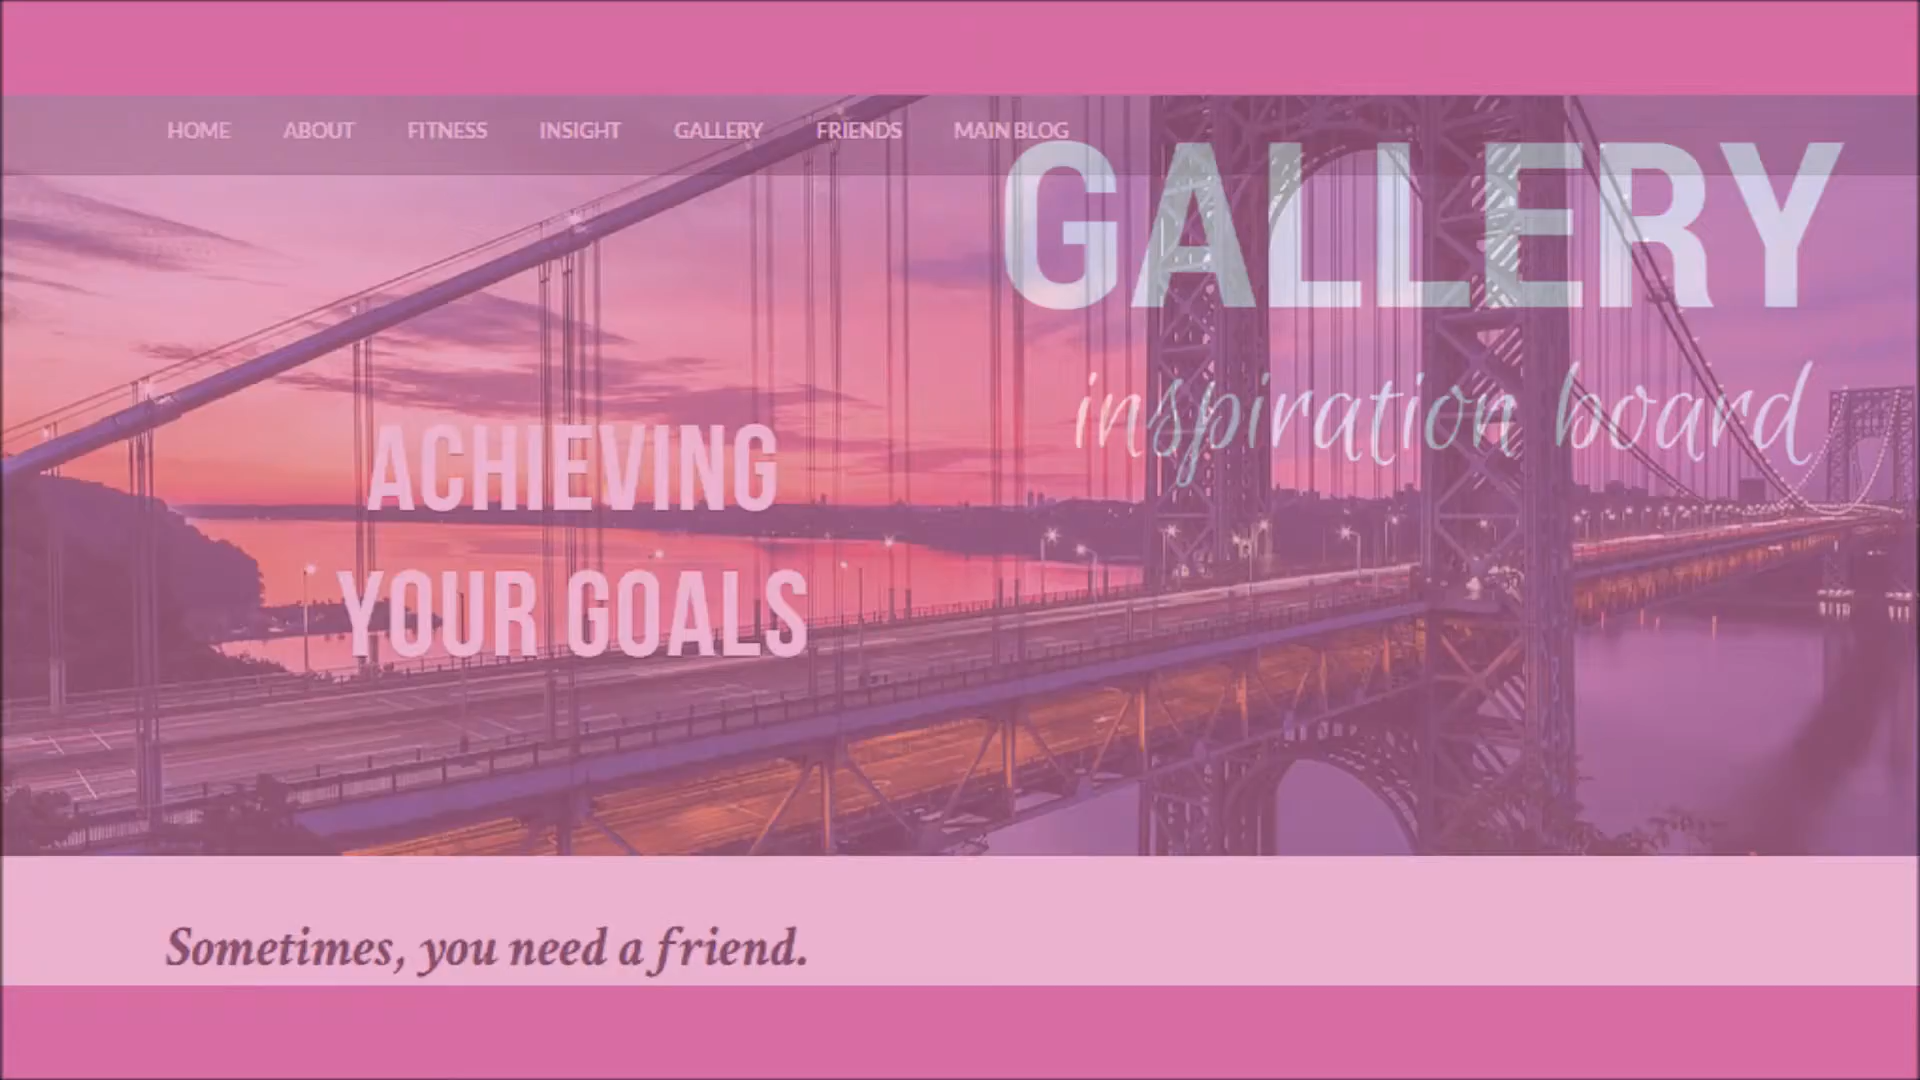 HOME ABOUT FITNESS INSIGHT GALLERY FRIENDS MAIN BLOG
GALLERY
inspiration board
ACHIEVING
YOUR GOALS
Sometimes, you need a friend.